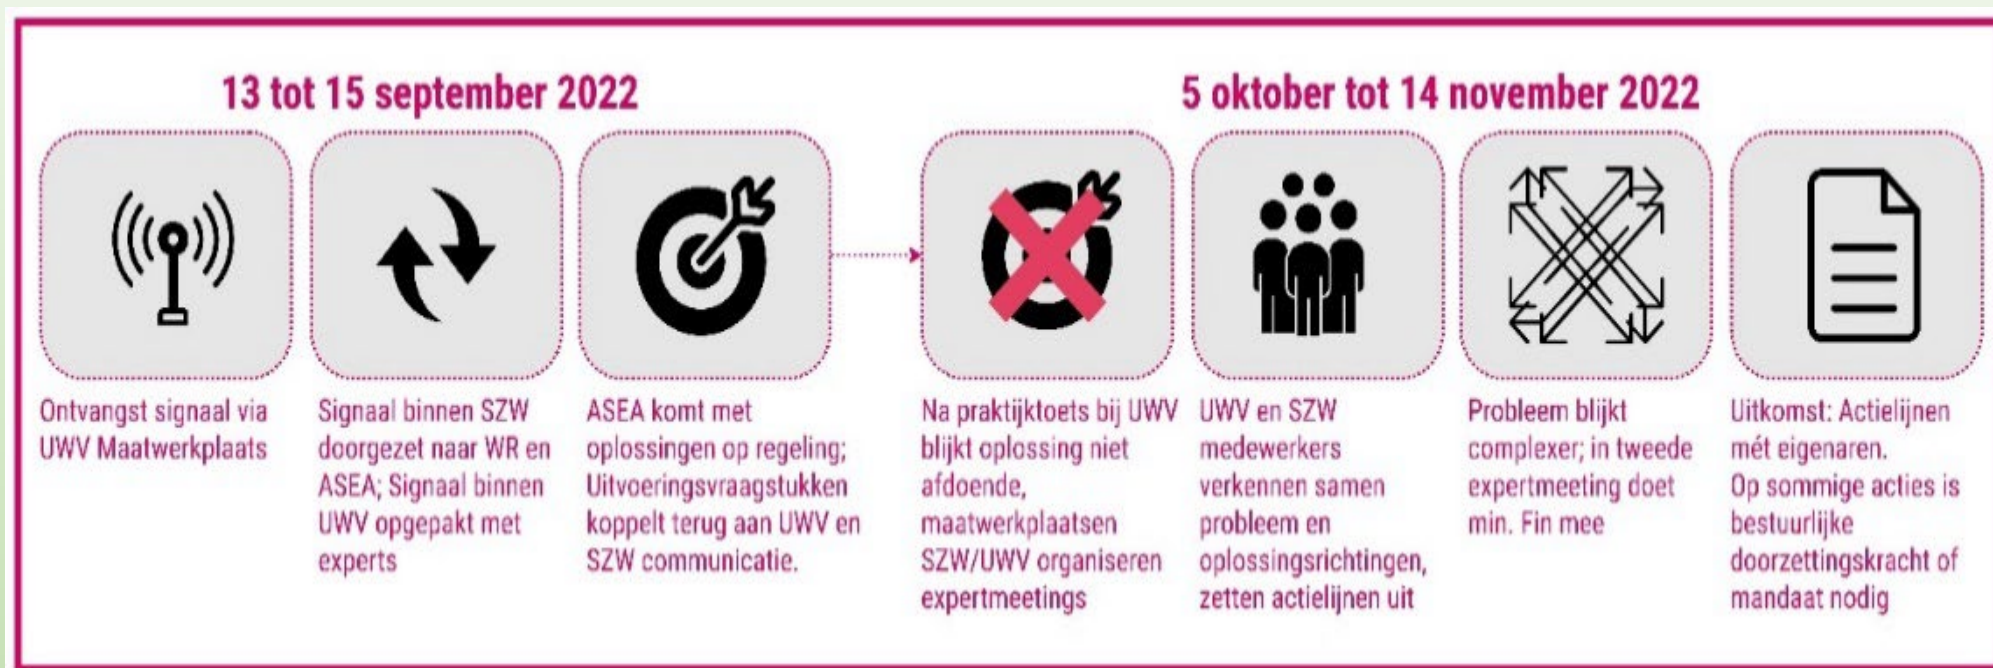 13 tot 15 september 2022
Ontvangst signaal via
UWV Maatwerkplaats
Signaal binnen SZW
doorgezet naar WR en
ASEA; Signaal binnen
UWV opgepakt met
experts
ASEA komt met
oplossingen op regeling;
Uitvoeringsvraagstukken
koppelt terug aan UWV en
SZW communicatie.
5 oktober tot 14 november 2022
Na praktijktoets bij UWV
blijkt oplossing niet
afdoende,
maatwerkplaatsen
SZW/UWV organiseren
expertmeetings
UWV en SZW
medewerkers
verkennen samen
probleem en
oplossingsrichtingen,
zetten actielijnen uit
Probleem blijkt
complexer; in tweede
expertmeeting doet
min. Fin mee
Uitkomst: Actielijnen
mét eigenaren.
Op sommige acties is
bestuurlijke
doorzettingskracht of
mandaat nodig